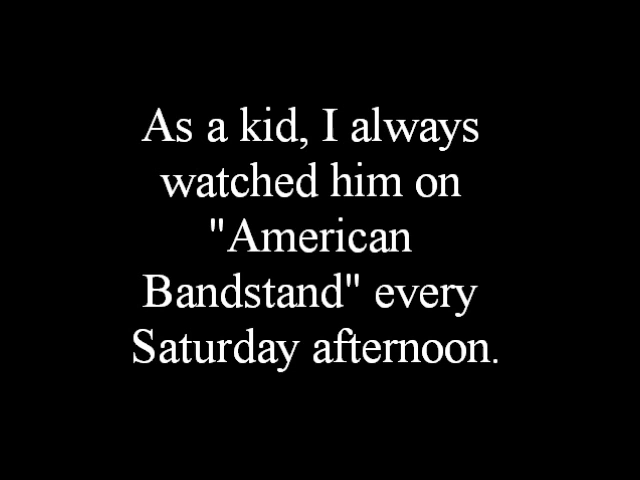 As a kid, I always
watched him on
"American
Bandstand" every
Saturday afternoon.